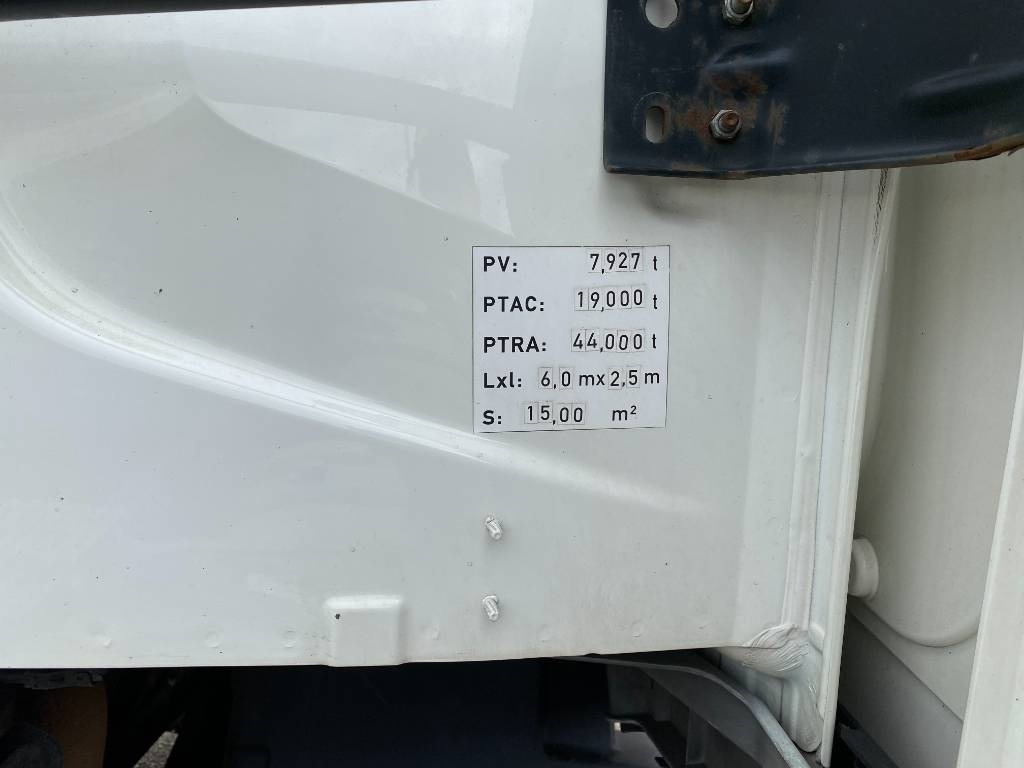 PV: 7,927 t
PTAC: 19,000 t
PTRA: 44,000 t
Lxl: 6,0 mx 2,5 m
S: 15,00 m²